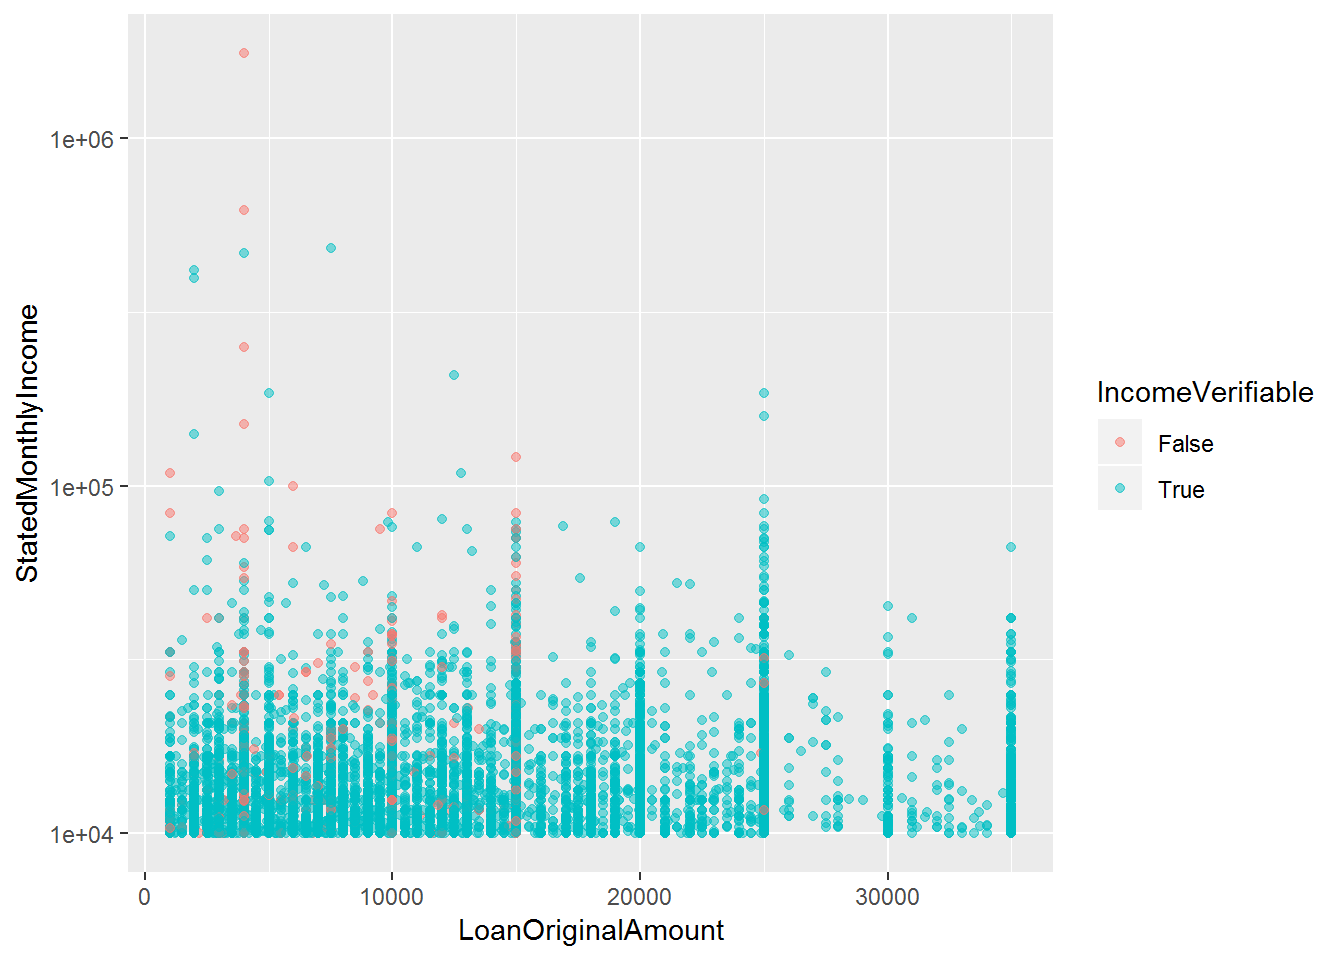 StatedMonthlyIncome
1e+06
1e+05
1e+04
0
10000
20000
30000
LoanOriginalAmount
IncomeVerifiable
False
True